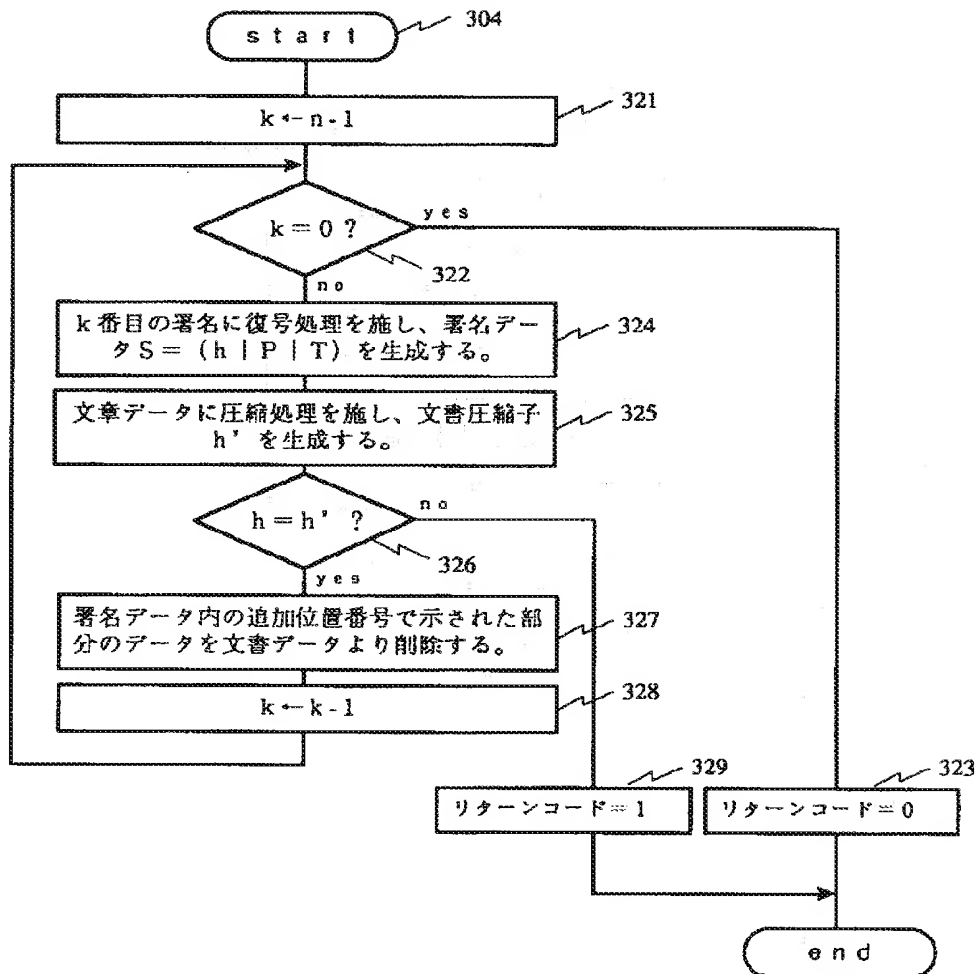 start
304
k←n-1
321
k=0?
yes
322
no
k番目の署名に復号処理を施し、署名デー
タS=(h|P|T)を生成する。
324
文章データに圧縮処理を施し、文書圧縮子
h'を生成する。
325
h=h'?
no
326
yes
署名データ内の追加位置番号で示された部
分のデータを文書データより削除する。
327
k←k-1
328
329
リターンコード=1
323
リターンコード=0
end